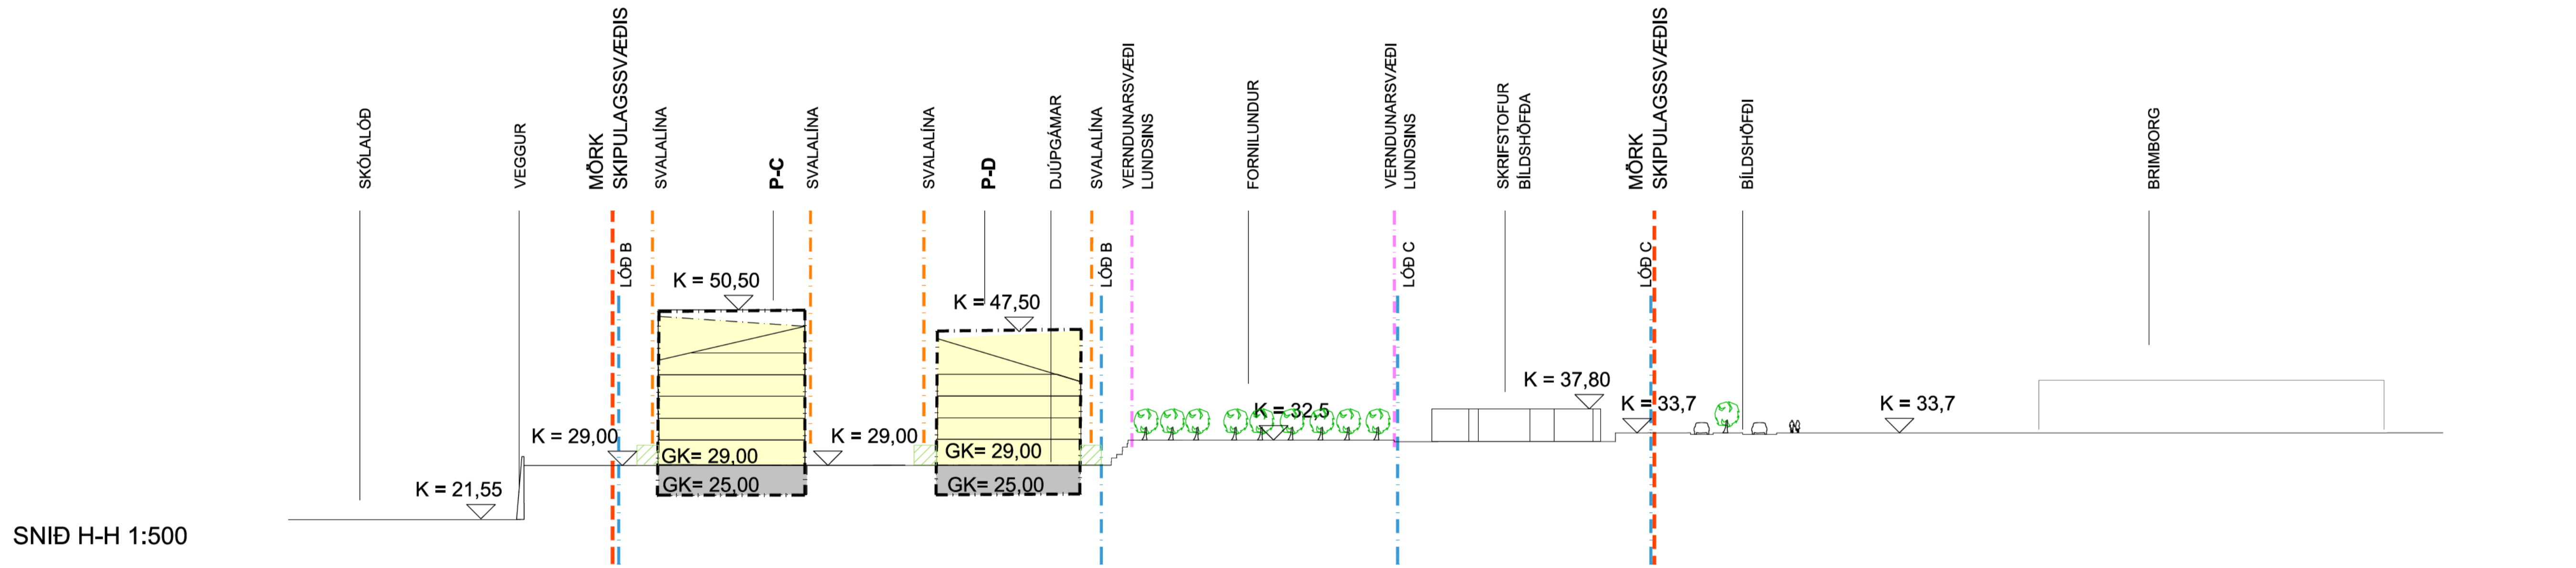 SKÓLALÓÐ
VEGGUR
MÖRK
SKIPULAGSSVÆÐIS
SVALALÍNA
P-C
SVALALÍNA
SVALALÍNA
P-D
DJÚPGÁMAR
SVALALÍNA
VERNDUNARSVÆÐI
LUNDSINS
FORNILUNDUR
VERNDUNARSVÆÐI
LUNDSINS
SKRIFSTOFUR
BÍLDSHÖFÐA
MÖRK
SKIPULAGSSVÆÐIS
BÍLDSHÖFÐI
BRIMBORG
LÓÐ B
LÓÐ B
LÓÐ C
LÓÐ C
K = 50,50
K = 47,50
K = 37,80
K = 32,5
K = 33,7
K = 33,7
K = 29,00
K = 29,00
GK= 29,00
GK= 29,00
GK= 25,00
GK= 25,00
K = 21,55
SNIÐ H-H 1:500